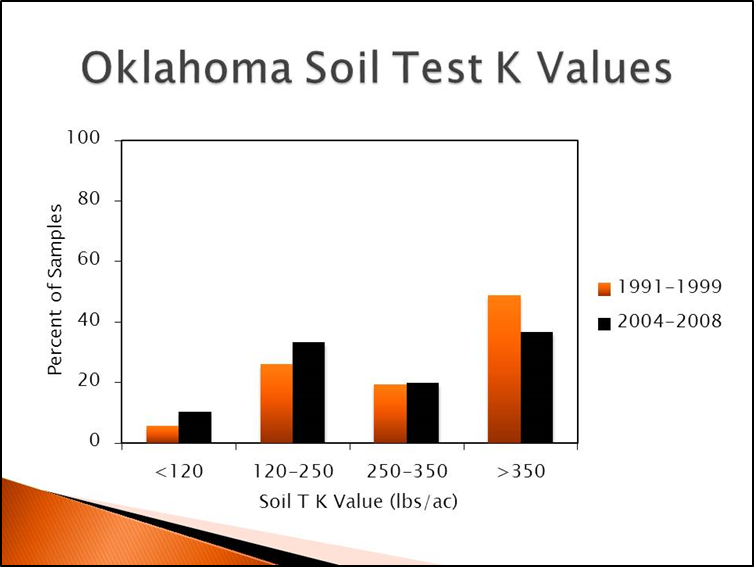 Oklahoma Soil Test K Values
100
80
60
40
20
0
Percent of Samples
<120 120-250 250-350 >350
Soil T K Value (lbs/ac)
1991-1999
2004-2008